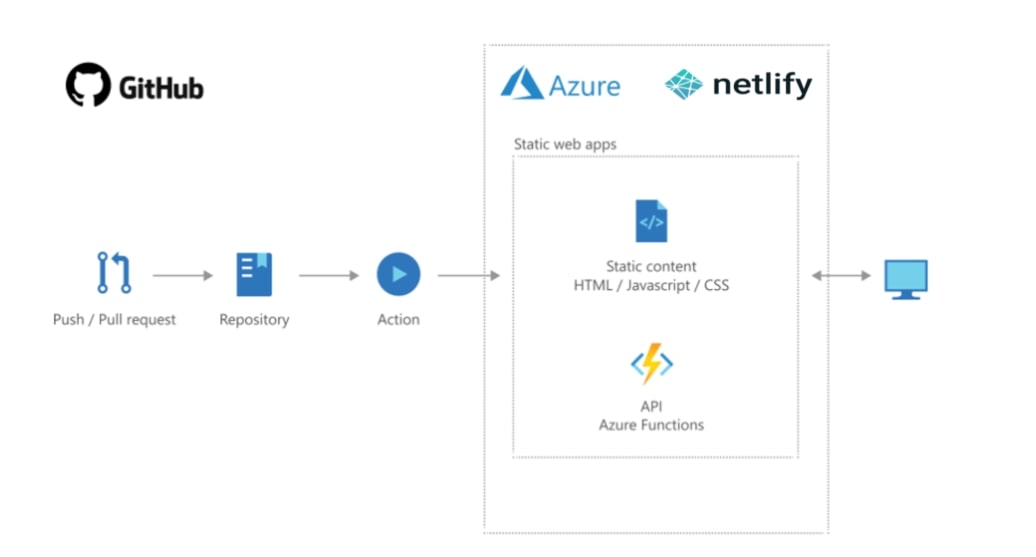 GitHub
Azure
netlify
Static web apps
</>
Static content
HTML / Javascript / CSS
Push / Pull request
Repository
Action
API
Azure Functions